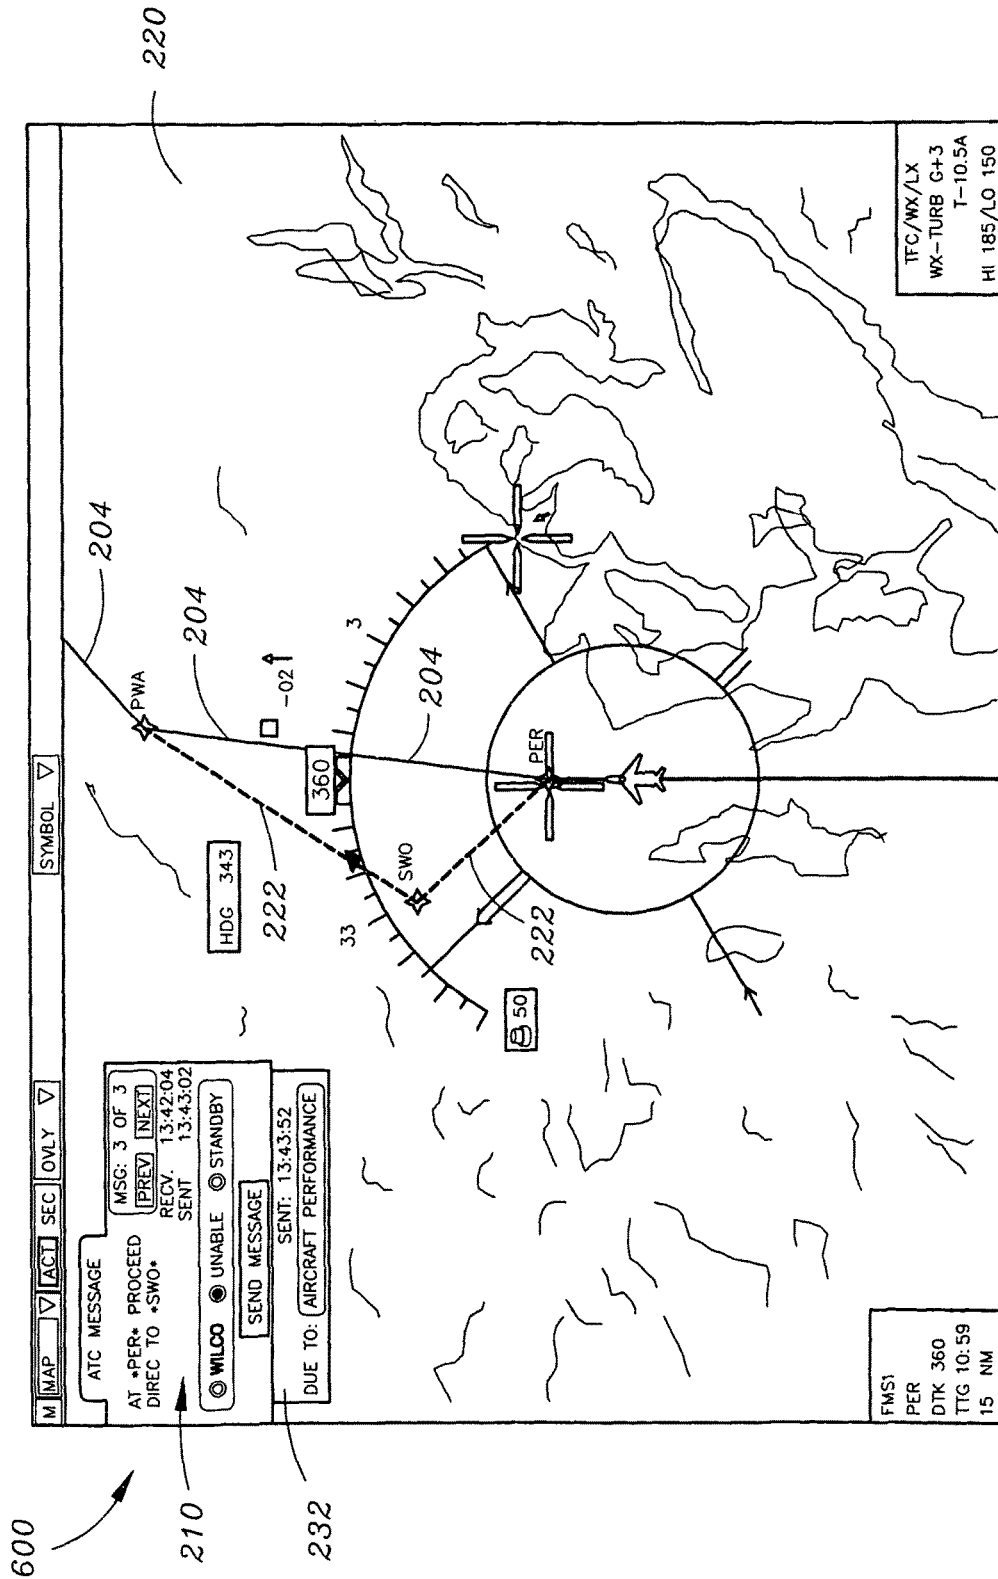 600
M MAP ▽ ACT SEC OVLY ▽ SYMBOL ▽
ATC MESSAGE
AT *PER* PROCEED
DIREC TO *SWO*
MSG: 3 OF 3
PREV NEXT
RECV. 13:42:04
SENT 13:43:02
WILCO UNABLE STANDBY
SEND MESSAGE
SENT: 13:43:52
DUE TO: AIRCRAFT PERFORMANCE
210
232
220
204
PWA
204
-02
HDG 343
222
360
33
3
SWO
204
222
PER
50
FMS1
PER
DTK 360
TTG 10:59
15 NM
TFC/WX/LX
WX-TURB G+3
T-10.5A
HI 185/LO 150